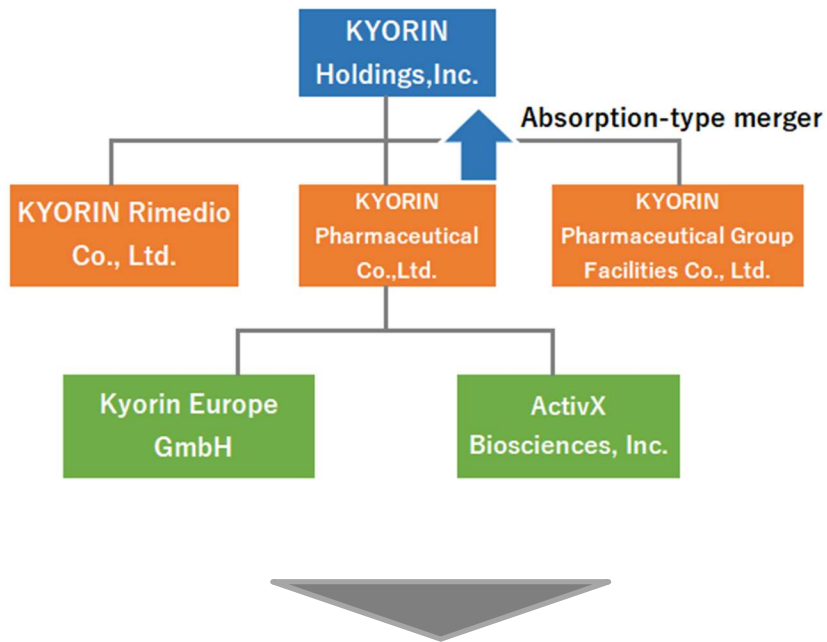 KYORIN
Holdings,Inc.
Absorption-type merger
KYORIN Rimedio
Co., Ltd.
KYORIN
Pharmaceutical
Co.,Ltd.
KYORIN
Pharmaceutical Group
Facilities Co., Ltd.
Kyorin Europe
GmbH
ActivX
Biosciences, Inc.